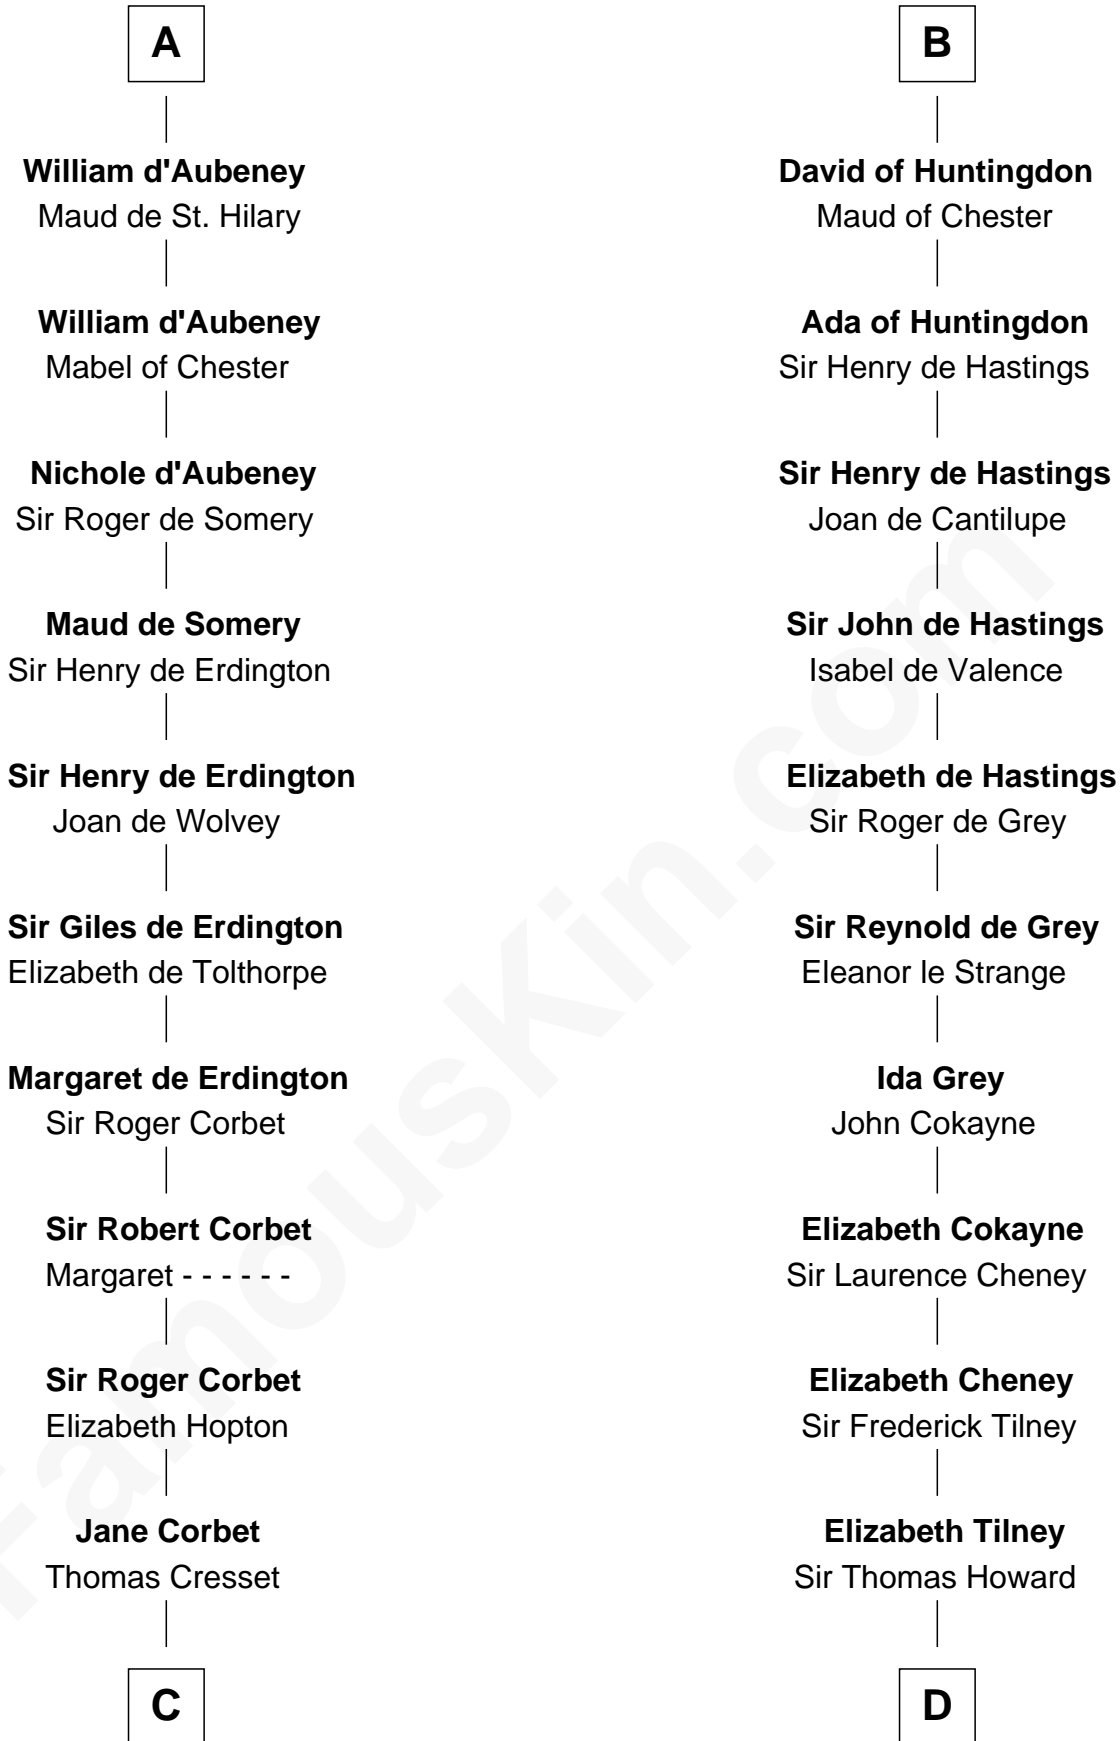 A
William d'Aubeney
Maud de St. Hilary
William d'Aubeney
Mabel of Chester
Nichole d'Aubeney
Sir Roger de Somery
Maud de Somery
Sir Henry de Erdington
Sir Henry de Erdington
Joan de Wolvey
Sir Giles de Erdington
Elizabeth de Tolthorpe
Margaret de Erdington
Sir Roger Corbet
Sir Robert Corbet
Margaret - - - - - -
Sir Roger Corbet
Elizabeth Hopton
Jane Corbet
Thomas Cresset
C
B
David of Huntingdon
Maud of Chester
Ada of Huntingdon
Sir Henry de Hastings
Sir Henry de Hastings
Joan de Cantilupe
Sir John de Hastings
Isabel de Valence
Elizabeth de Hastings
Sir Roger de Grey
Sir Reynold de Grey
Eleanor le Strange
Ida Grey
John Cokayne
Elizabeth Cokayne
Sir Laurence Cheney
Elizabeth Cheney
Sir Frederick Tilney
Elizabeth Tilney
Sir Thomas Howard
D
FamousKin.com